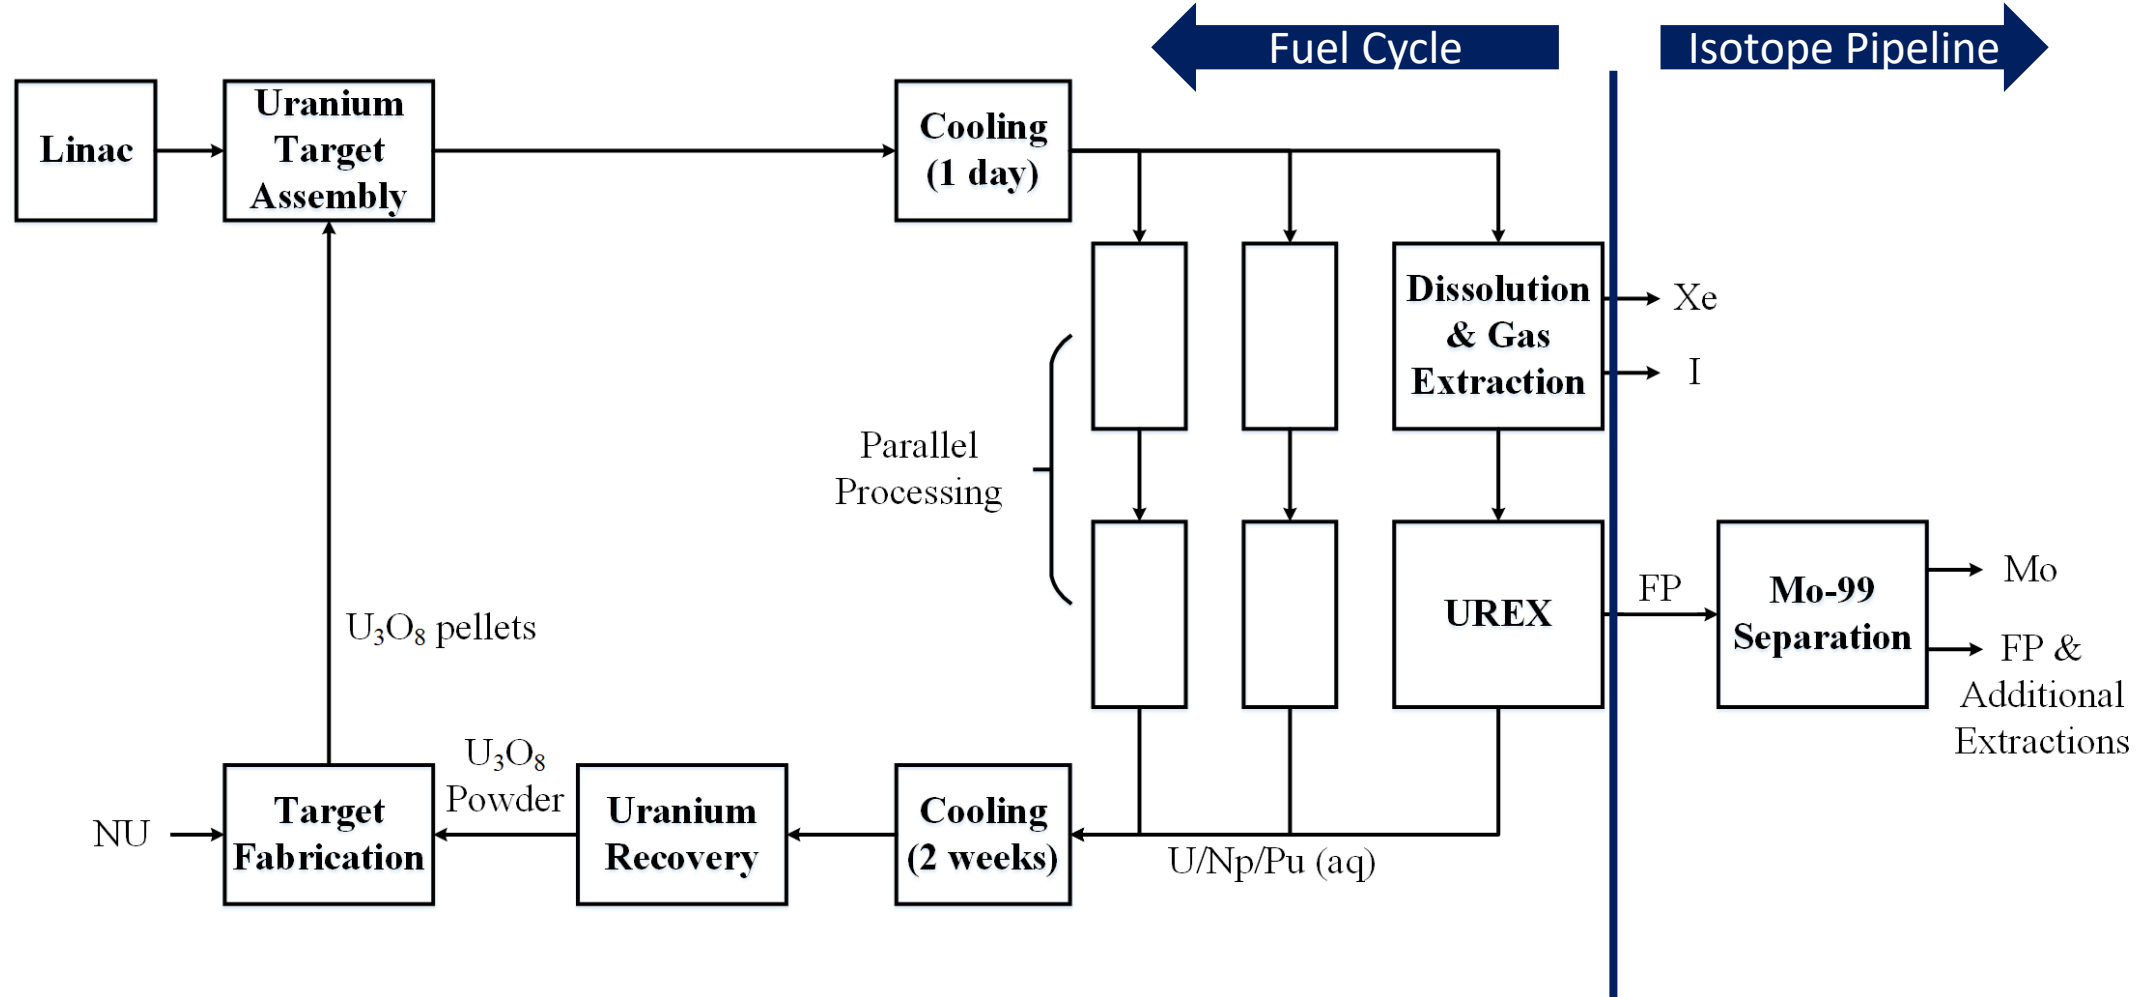 Fuel Cycle
Isotope Pipeline
Linac
Uranium
Target
Assembly
Cooling
(1 day)
Dissolution
& Gas
Extraction
Xe
I
Parallel
Processing
UREX
FP
Mo-99
Separation
Mo
FP &
Additional
Extractions
U₃O₈ pellets
NU
Target
Fabrication
U₃O₈
Powder
Uranium
Recovery
Cooling
(2 weeks)
U/Np/Pu (aq)